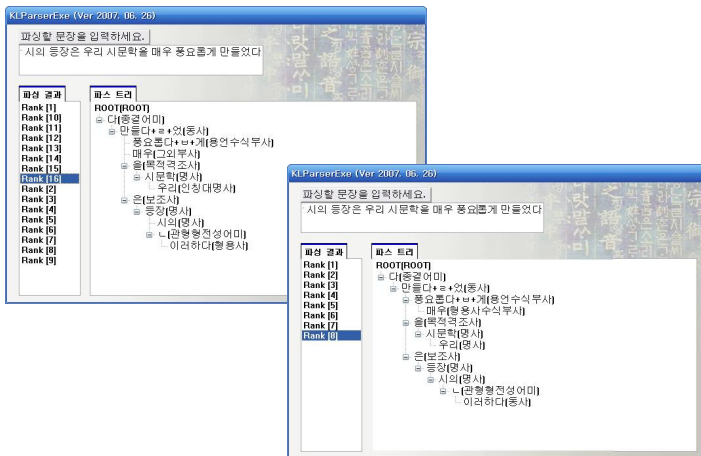 KLParserExe (Ver 2007. 06. 26)
파싱할 문장을 입력하세요.
시의 등장은 우리 시문학을 매우 풍요롭게 만들었다
파싱 결과
파스 트리
Rank [1]
Rank [10]
Rank [11]
Rank [12]
Rank [13]
Rank [14]
Rank [15]
Rank [16]
Rank [2]
Rank [3]
Rank [4]
Rank [5]
Rank [6]
Rank [7]
Rank [8]
Rank [9]
ROOT[ROOT]
다[종결어미]
만들다+ㄹ+었[동사]
풍요롭다+ㅂ+게[용언수식부사]
매우[그외부사]
을[목적격조사]
시문학[명사]
우리[인칭대명사]
은[보조사]
등장[명사]
시의[명사]
ㄴ[관형형전성어미]
이러하다[형용사]
KLParserExe (Ver 2007. 06. 26)
파싱할 문장을 입력하세요.
시의 등장은 우리 시문학을 매우 풍요롭게 만들었다
파싱 결과
파스 트리
Rank [1]
Rank [2]
Rank [3]
Rank [4]
Rank [5]
Rank [6]
Rank [7]
Rank [8]
ROOT[ROOT]
다[종결어미]
만들다+ㄹ+었[동사]
풍요롭다+ㅂ+게[용언수식부사]
매우[형용사수식부사]
을[목적격조사]
시문학[명사]
우리[명사]
은[보조사]
등장[명사]
시의[명사]
ㄴ[관형형전성어미]
이러하다[동사]